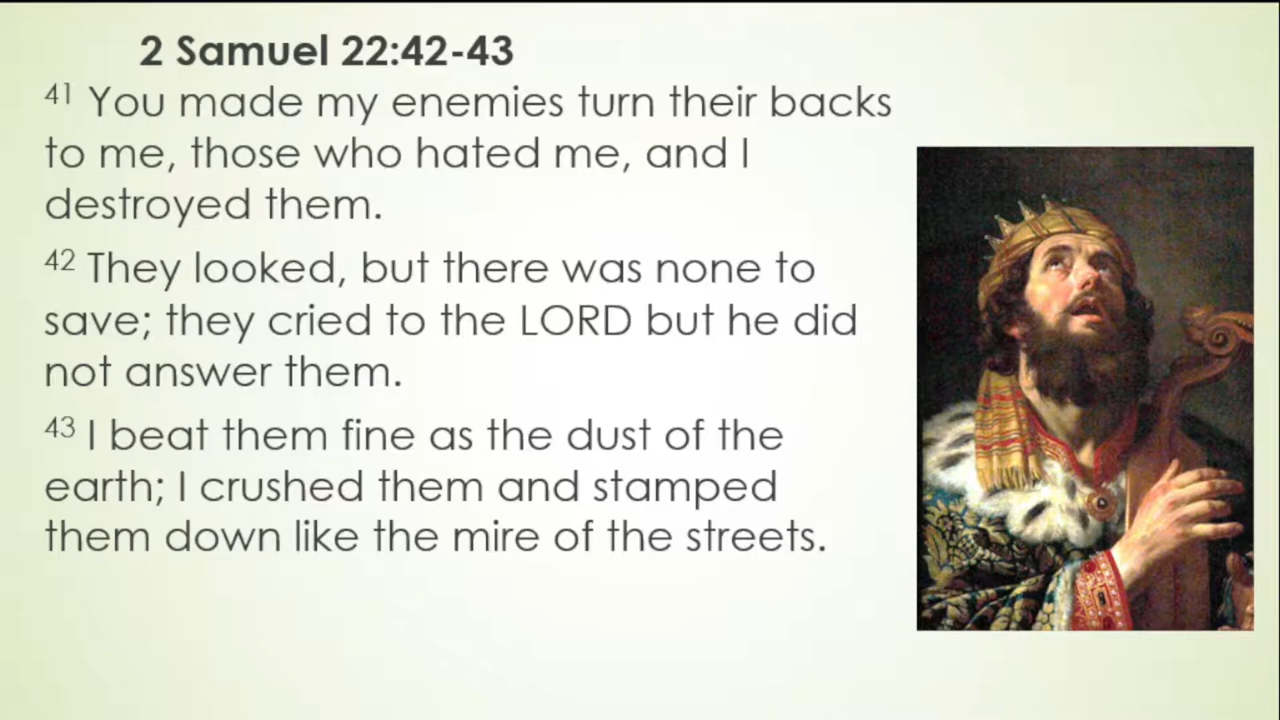 2 Samuel 22:42-43
41 You made my enemies turn their backs
to me, those who hated me, and I
destroyed them.
42 They looked, but there was none to
save; they cried to the LORD but he did
not answer them.
43 I beat them fine as the dust of the
earth; I crushed them and stamped
them down like the mire of the streets.